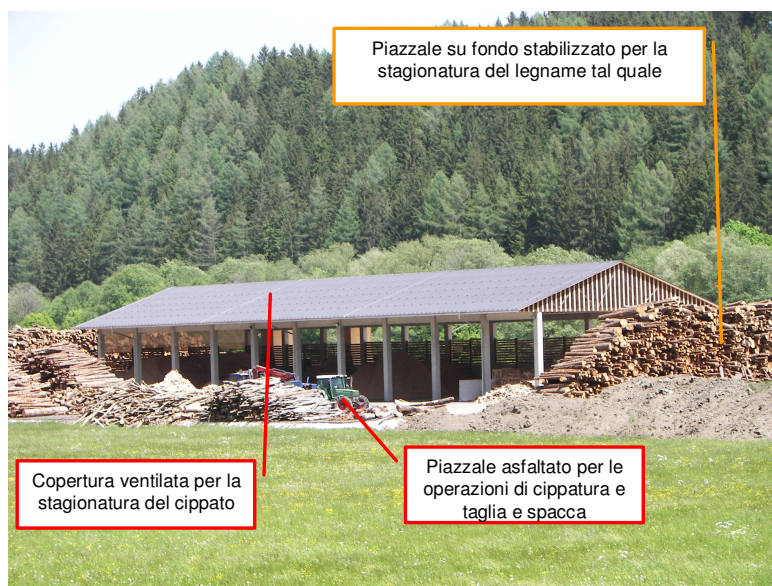 Piazzale su fondo stabilizzato per la
stagionatura del legname tal quale
Copertura ventilata per la
stagionatura del cippato
Piazzale asfaltato per le
operazioni di cippatura e
taglia e spacca